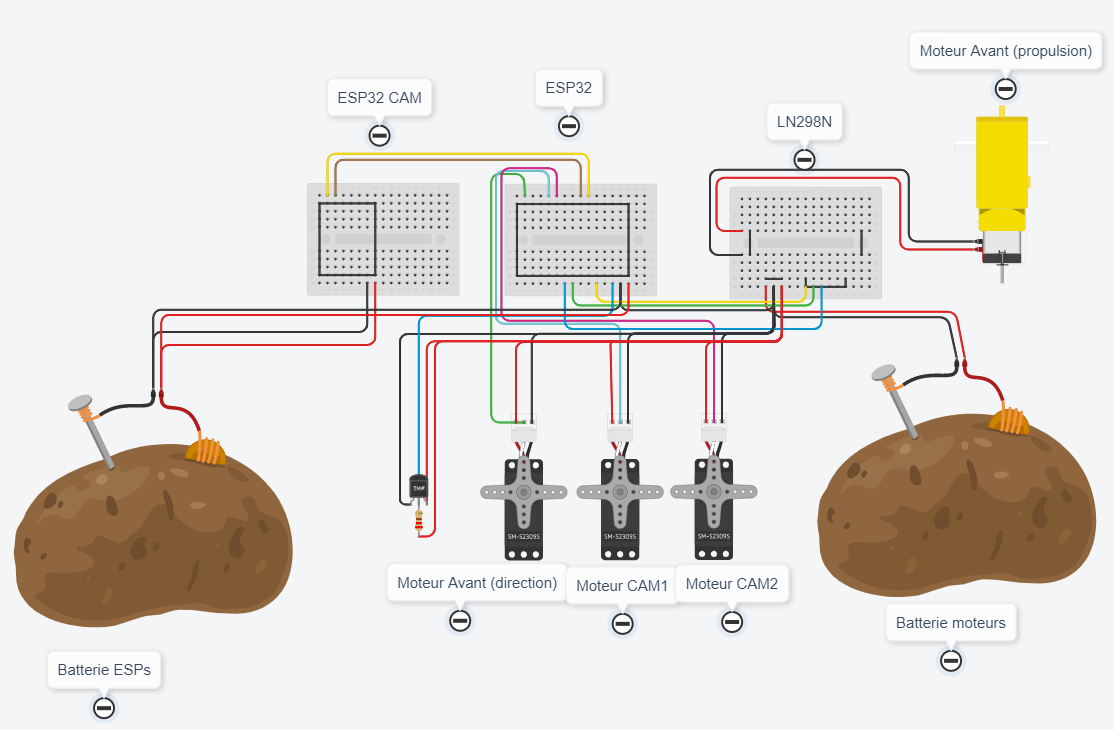 Moteur Avant (propulsion)
ESP32 CAM
ESP32
LN298N
TMP
SM-S2309S
SM-S2309S
SM-S2309S
Moteur Avant (direction)
Moteur CAM1
Moteur CAM2
Batterie moteurs
Batterie ESPs